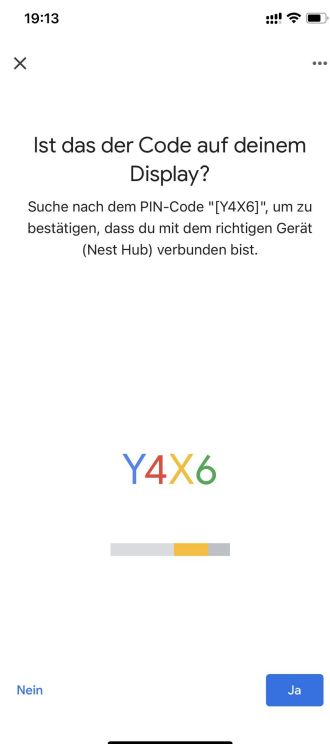 19:13
Ist das der Code auf deinem
Display?
Suche nach dem PIN-Code "[Y4X6]", um zu
bestätigen, dass du mit dem richtigen Gerät
(Nest Hub) verbunden bist.
Y4X6
Nein
Ja